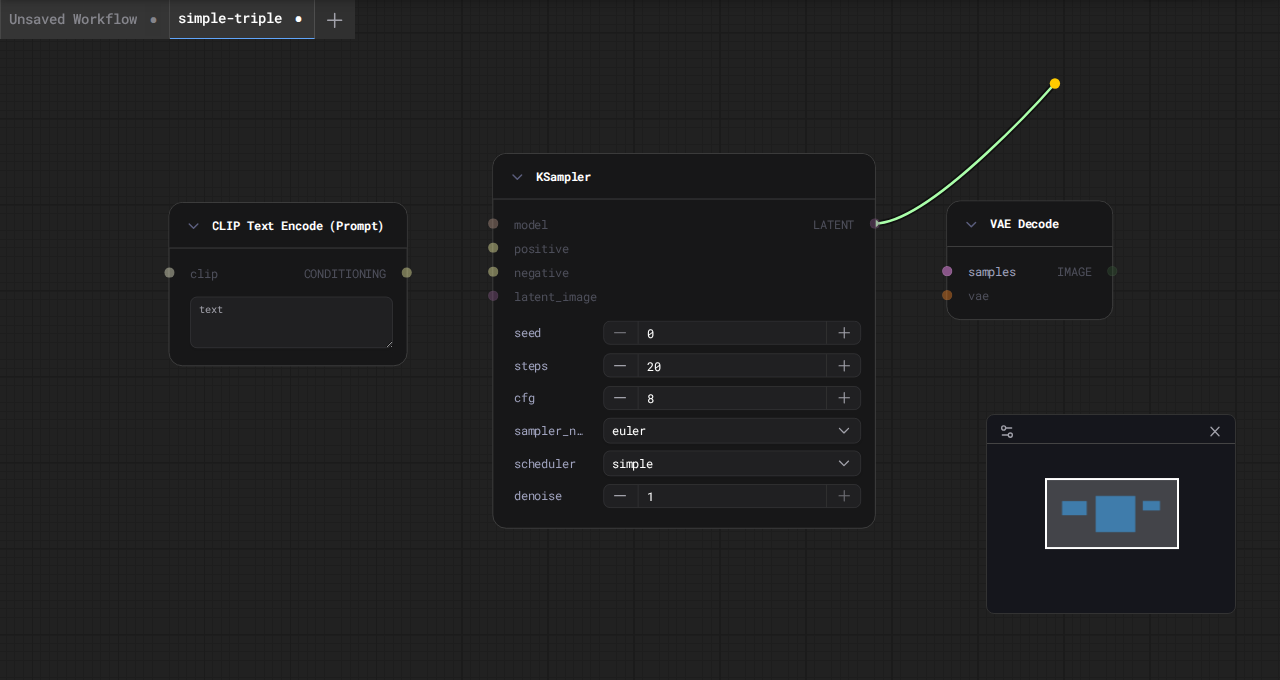 Unsaved Workflow
simple-triple
CLIP Text Encode (Prompt)
clip
CONDITIONING
text
KSampler
model
LATENT
positive
negative
latent_image
seed
0
steps
20
cfg
8
sampler_n…
euler
scheduler
simple
denoise
1
VAE Decode
samples
IMAGE
vae